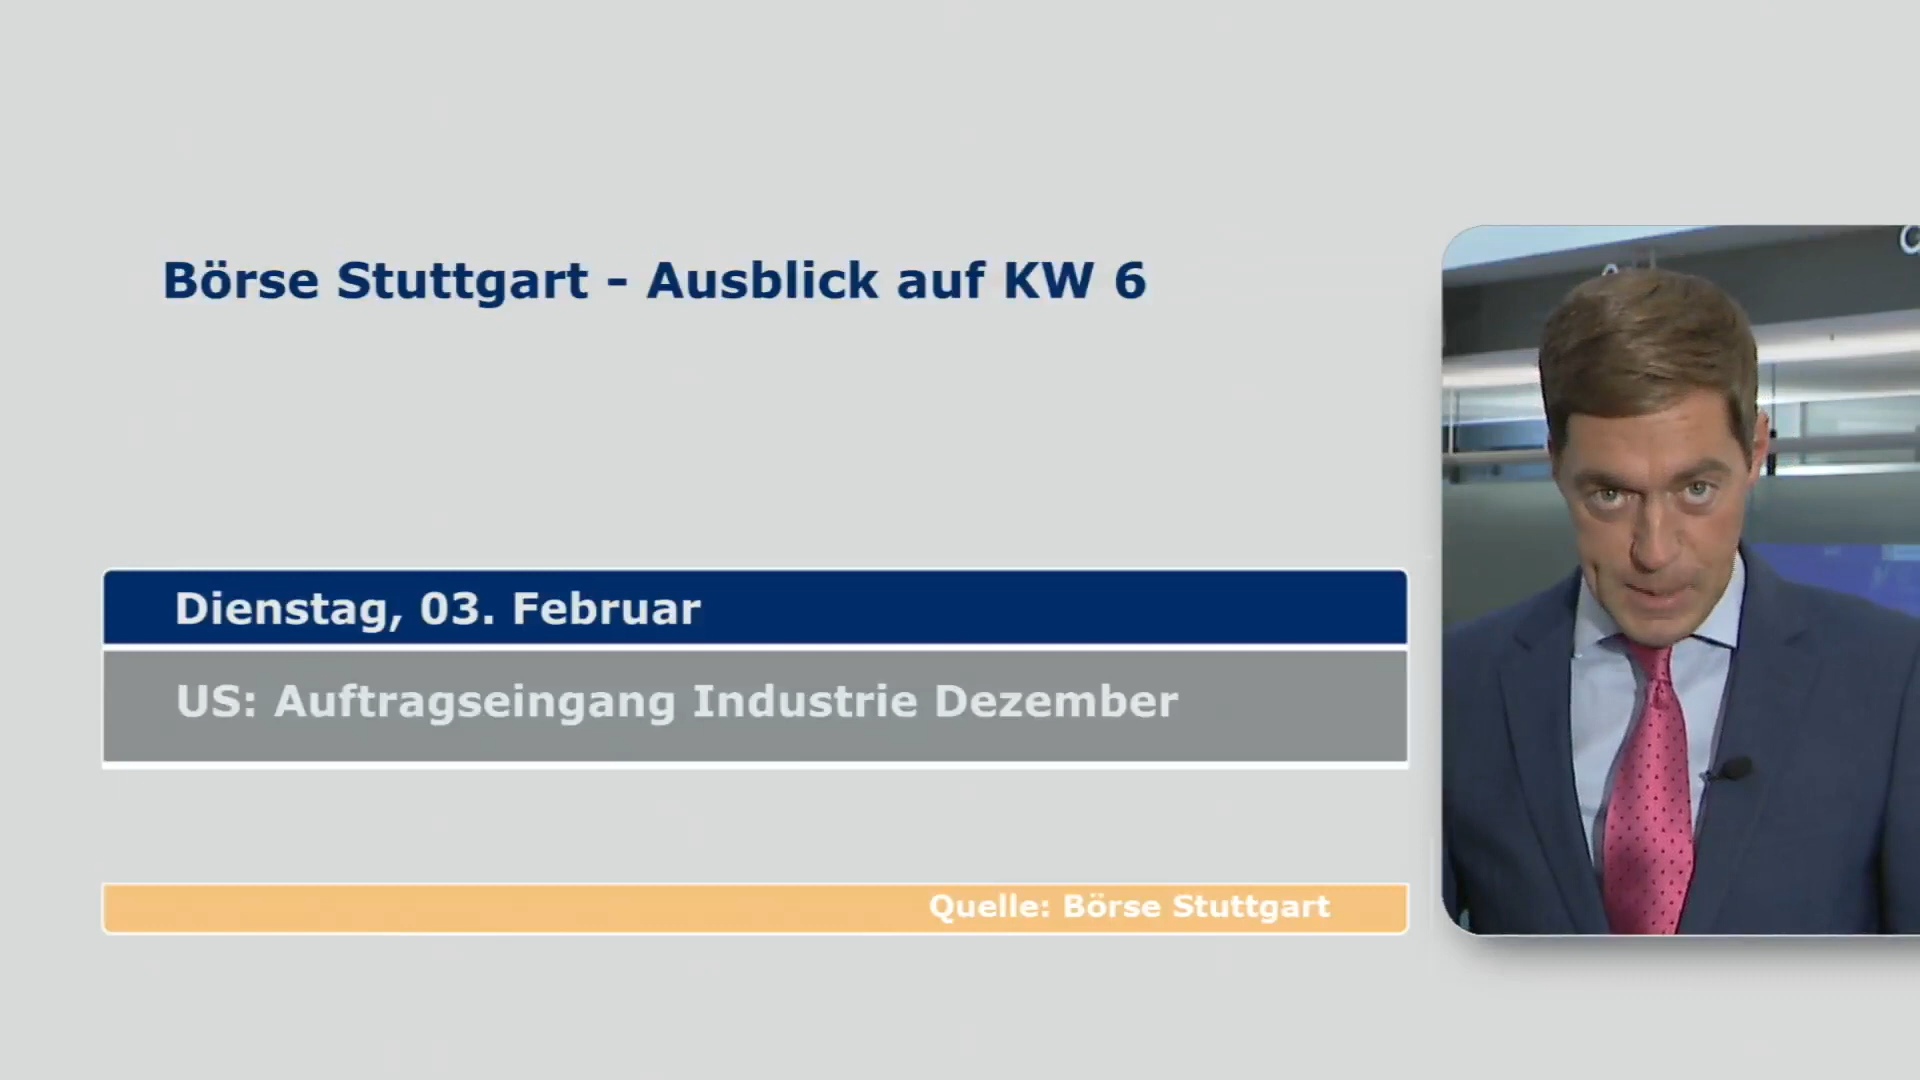 Börse Stuttgart - Ausblick auf KW 6
Dienstag, 03. Februar
US: Auftragseingang Industrie Dezember
Quelle: Börse Stuttgart